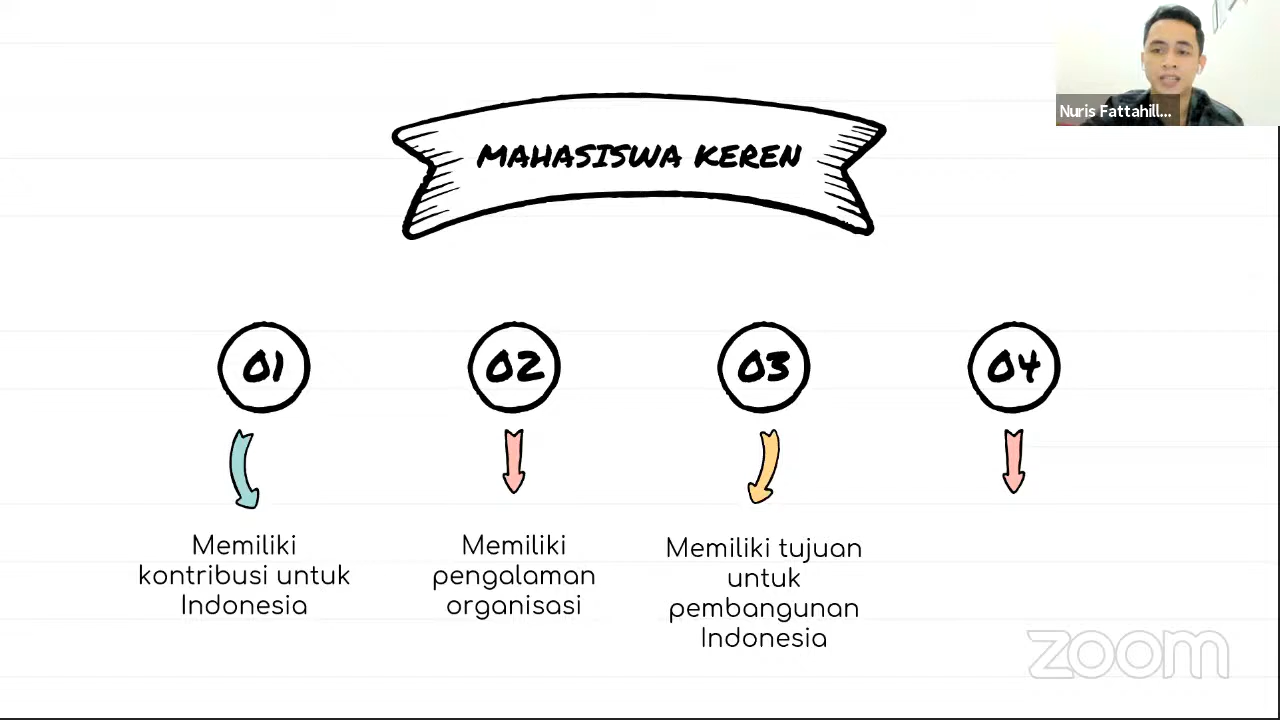 Nuris Fattahill...
MAHASISWA KEREN
01
02
03
04
Memiliki
kontribusi untuk
Indonesia
Memiliki
pengalaman
organisasi
Memiliki tujuan
untuk
pembangunan
Indonesia
zoom